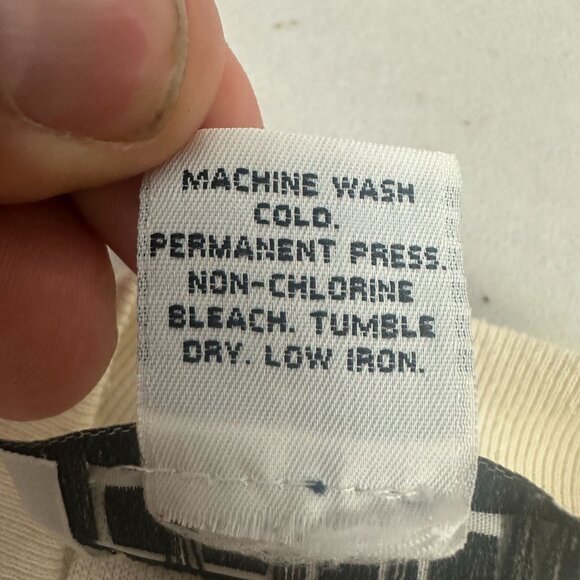 MACHINE WASH
COLD.
PERMANENT PRESS.
NON-CHLORINE
BLEACH. TUMBLE
DRY. LOW IRON.